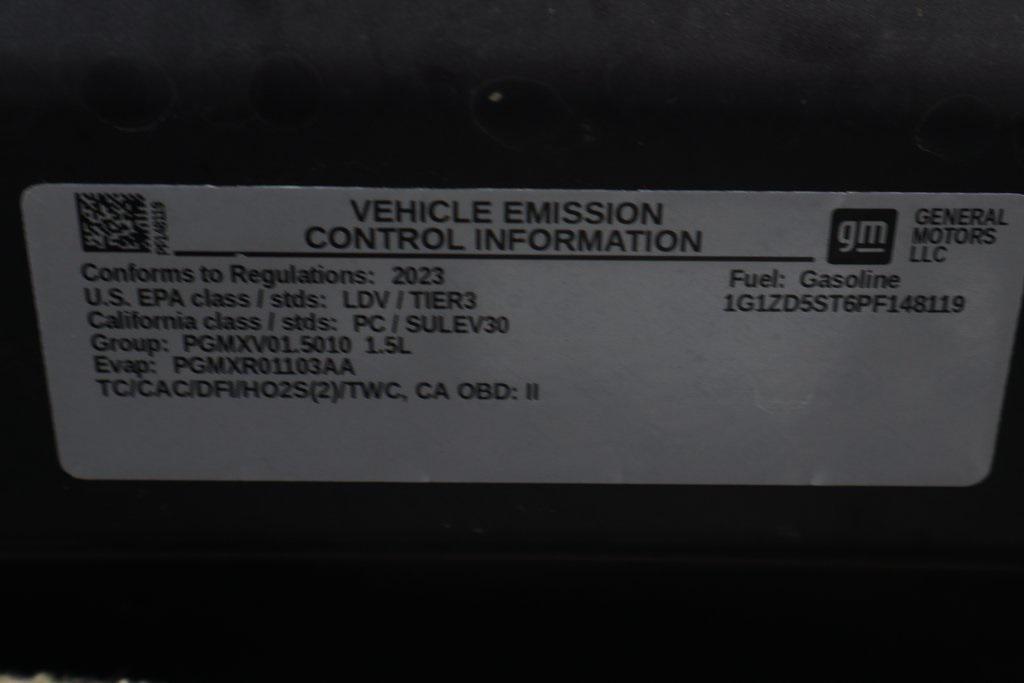 VEHICLE EMISSION
CONTROL INFORMATION
gm
GENERAL
MOTORS
LLC
PF148119
Conforms to Regulations: 2023
U.S. EPA class / stds: LDV / TIER3
California class / stds: PC / SULEV30
Group: PGMXV01.5010 1.5L
Evap: PGMXR01103AA
TC/CAC/DFI/HO2S(2)/TWC, CA OBD: II
Fuel: Gasoline
1G1ZD5ST6PF148119